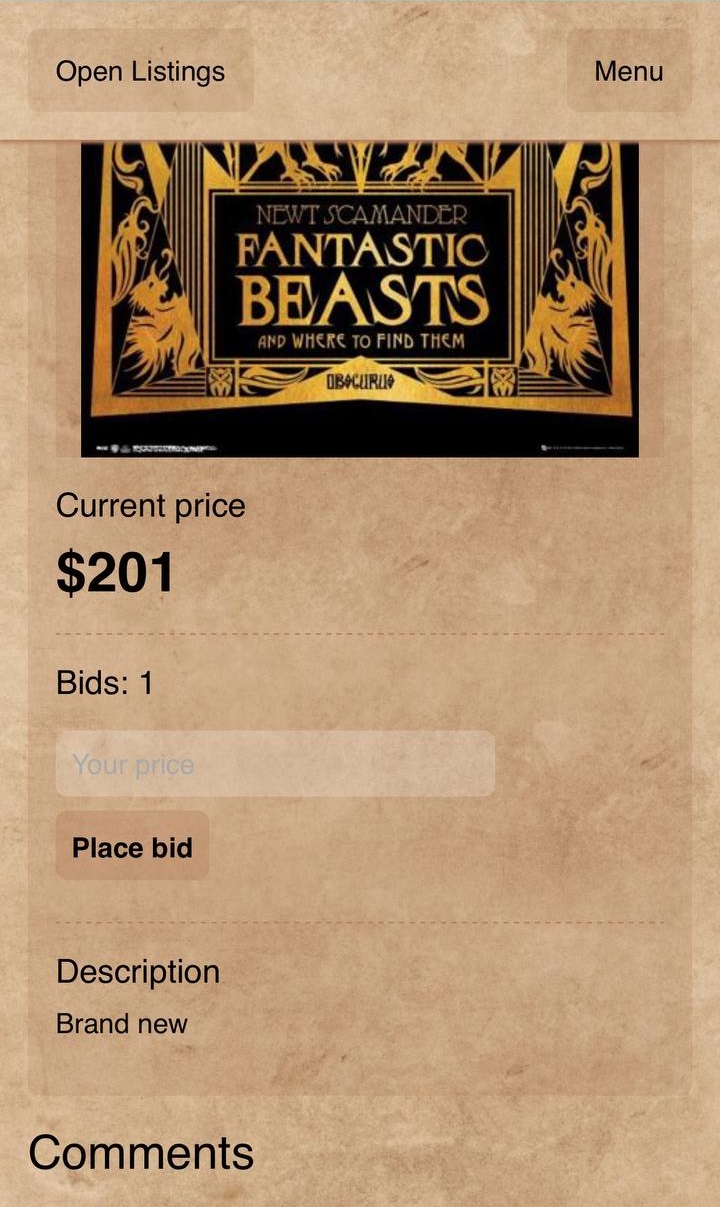 Open Listings
Menu
NEWT SCAMANDER
FANTASTIC
BEASTS
AND WHERE TO FIND THEM
OBSCURUS
Current price
$201
Bids: 1
Your price
Place bid
Description
Brand new
Comments